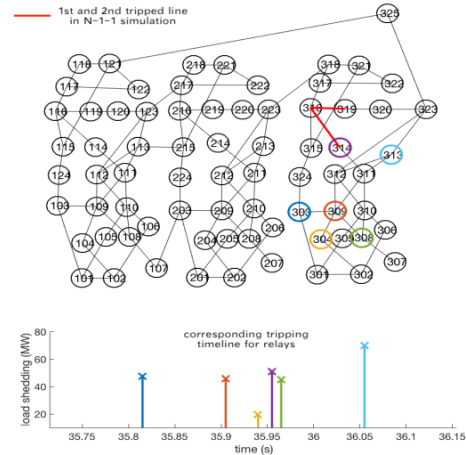 1st and 2nd tripped line
in N-1-1 simulation
325
118 121 218 221 318 321
117 122 217 222 317 322
116 119 120 123 216 219 220 223 316 319 320 323
115 114 113 215 214 213 315 314 313
124 112 111 224 212 211 324 312 311
103 109 110 203 209 210 303 309 310
106 206 306
104 105 108 204 205 208 304 305 308
107 207 307
101 102 201 202 301 302
corresponding tripping
timeline for relays
load shedding (MW)
80
60
40
20
35.75 35.8 35.85 35.9 35.95 36 36.05 36.1 36.15
time (s)